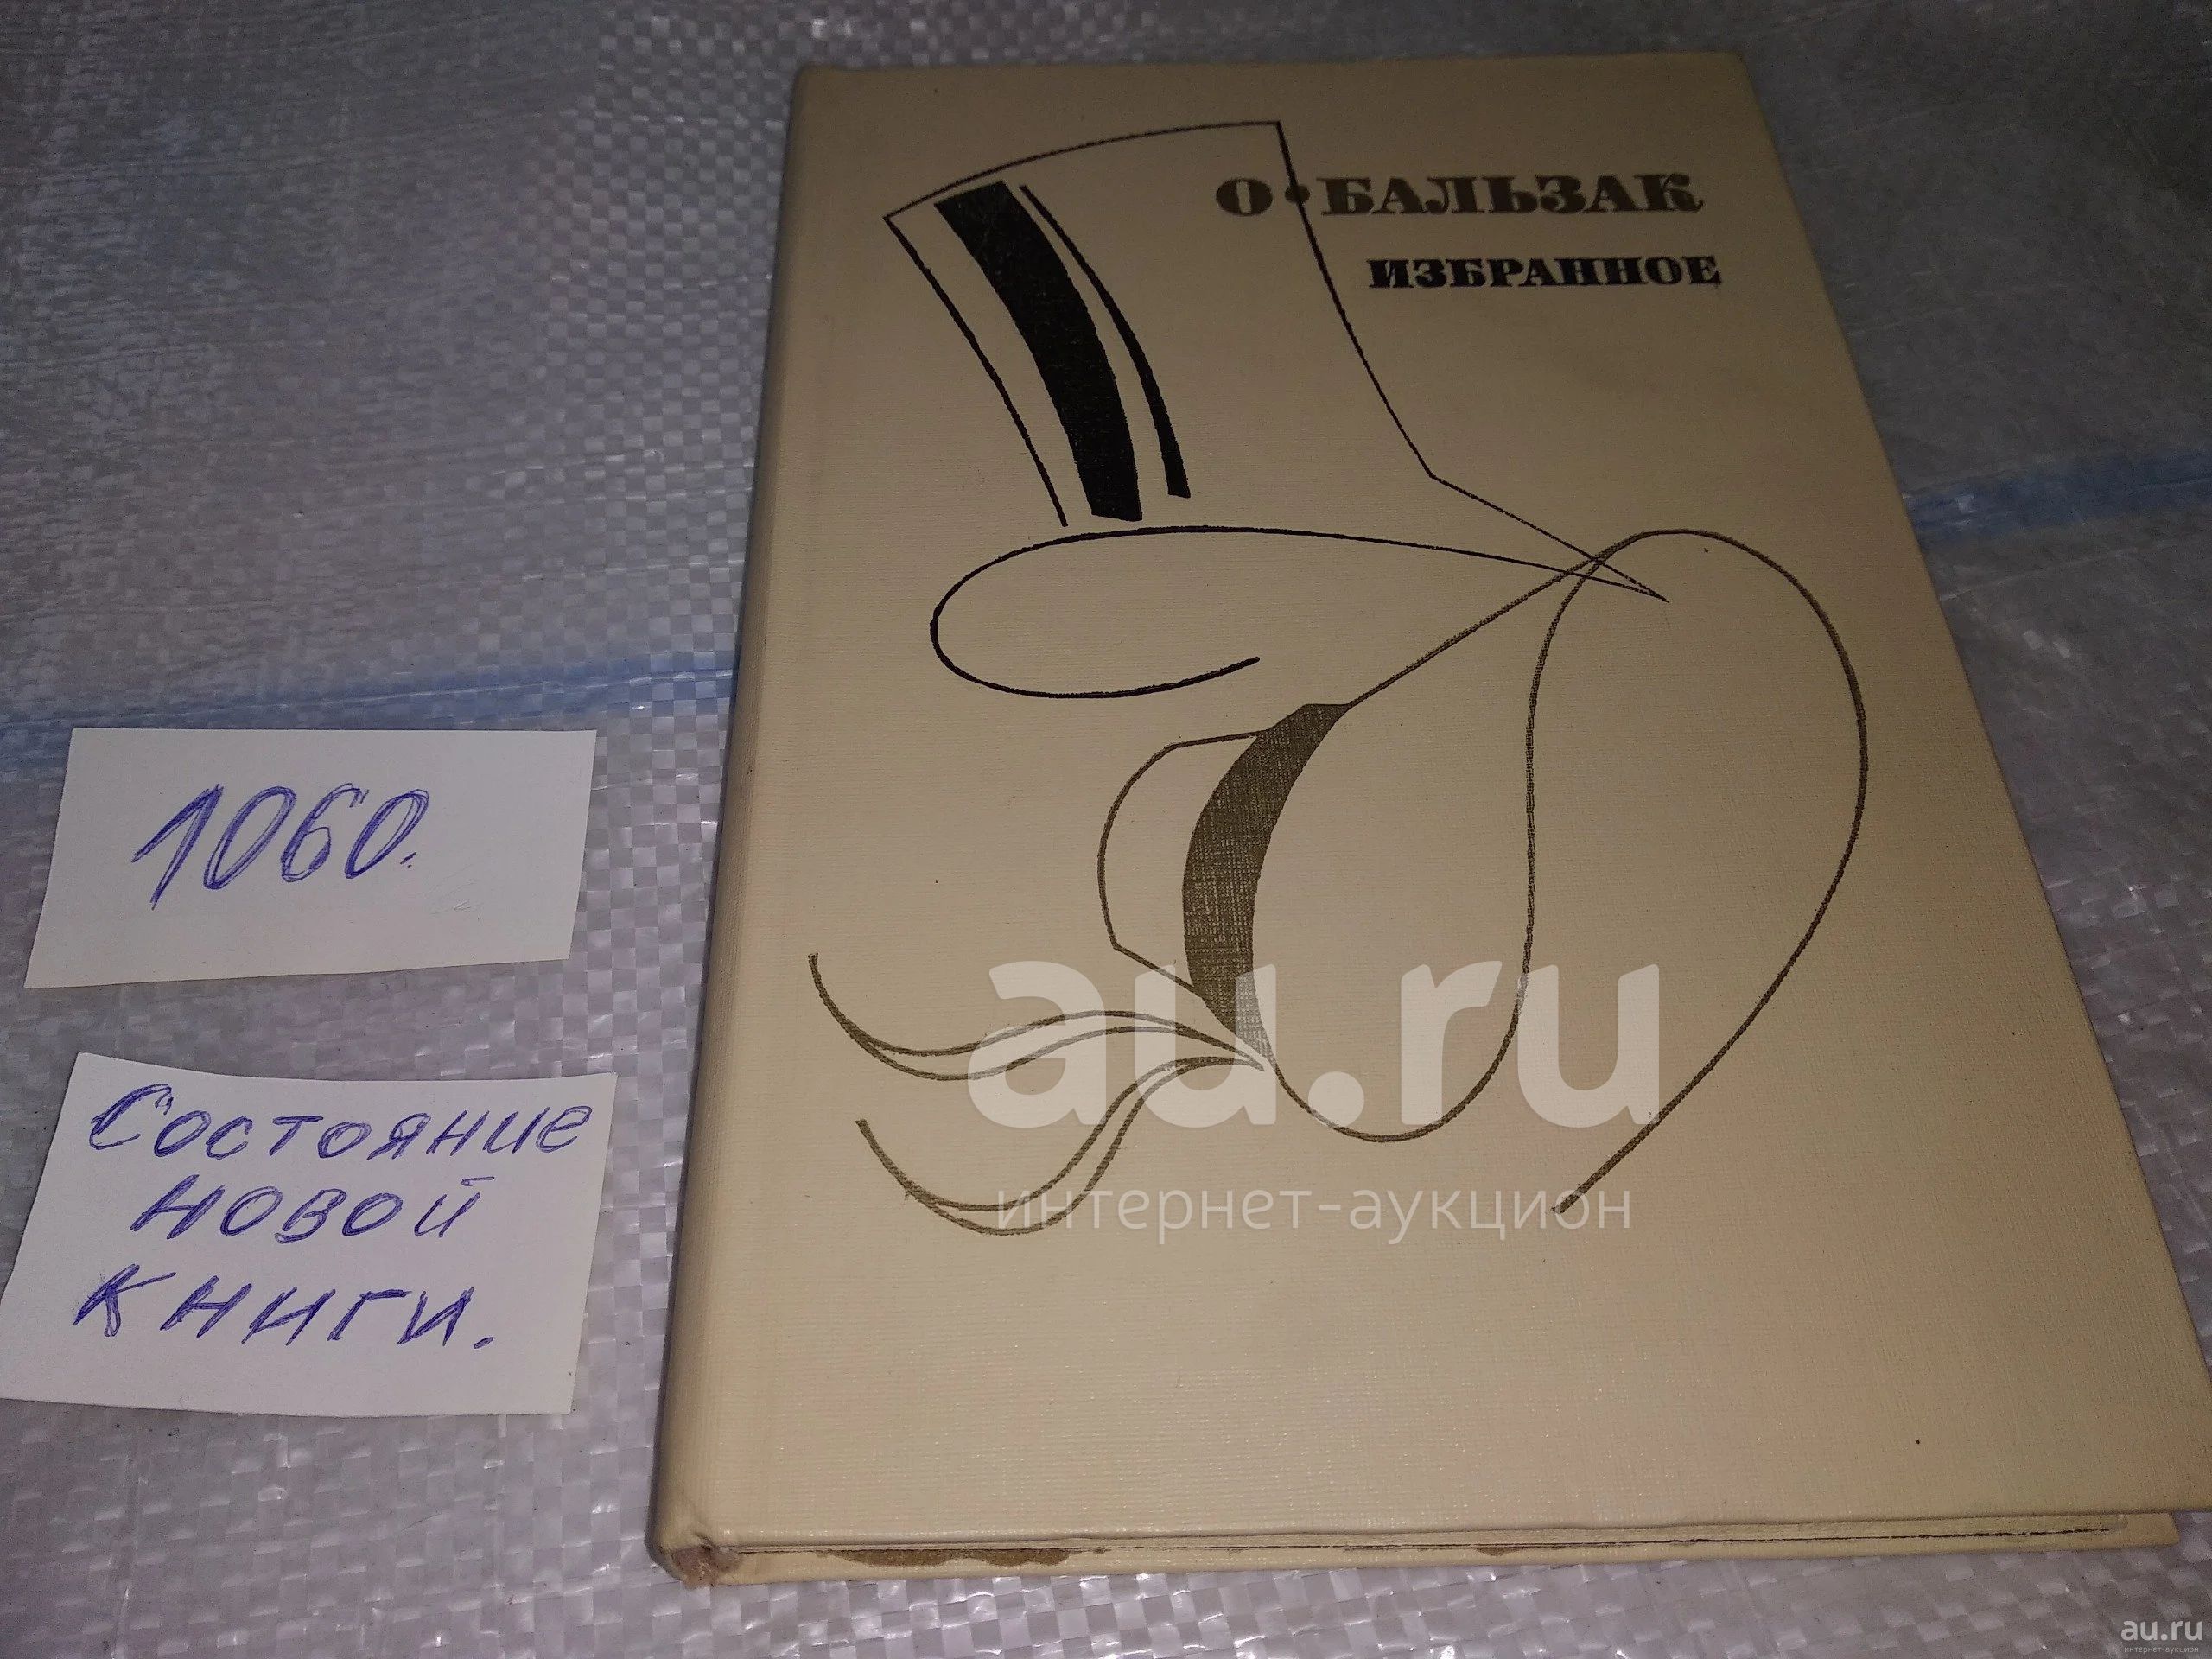 О•БАЛЬЗАК
ИЗБРАННОЕ
1060.
Состояние
новой
книги.
au.ru
интернет-аукцион
au.ru
интернет-аукцион